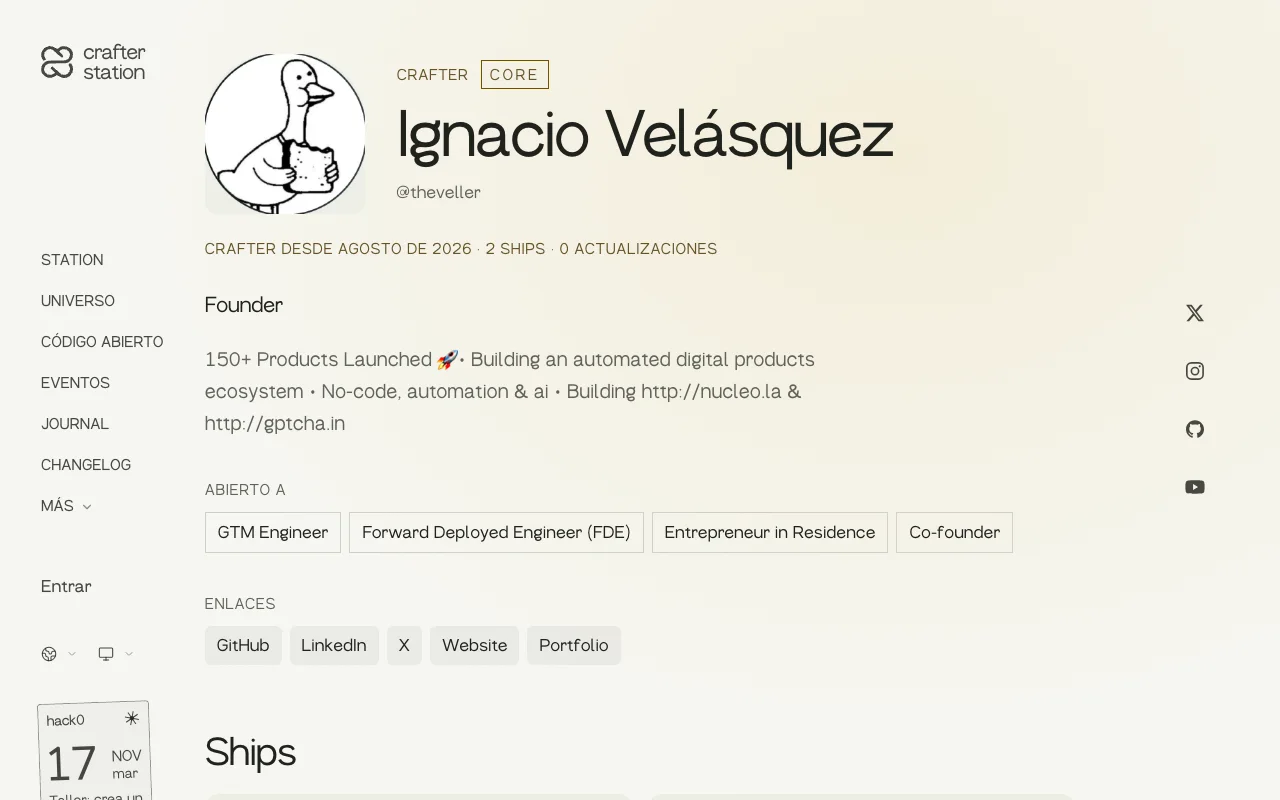 crafter
station
STATION
UNIVERSO
CÓDIGO ABIERTO
EVENTOS
JOURNAL
CHANGELOG
MÁS
Entrar
hack0
17
NOV
mar
Taller: crea un
CRAFTER CORE
Ignacio Velásquez
@theveller
CRAFTER DESDE AGOSTO DE 2026 · 2 SHIPS · 0 ACTUALIZACIONES
Founder
150+ Products Launched 🚀• Building an automated digital products
ecosystem • No-code, automation & ai • Building http://nucleo.la &
http://gptcha.in
ABIERTO A
GTM Engineer
Forward Deployed Engineer (FDE)
Entrepreneur in Residence
Co-founder
ENLACES
GitHub
LinkedIn
X
Website
Portfolio
Ships